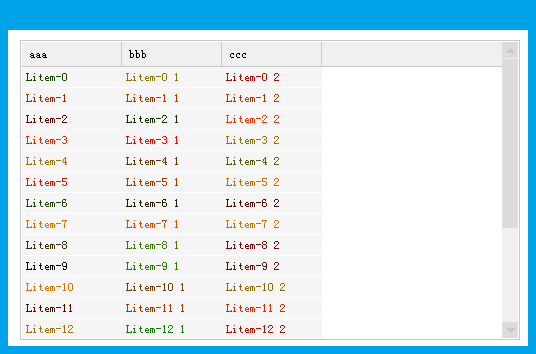 aaa bbb ccc
Litem-0 Litem-0 1 Litem-0 2
Litem-1 Litem-1 1 Litem-1 2
Litem-2 Litem-2 1 Litem-2 2
Litem-3 Litem-3 1 Litem-3 2
Litem-4 Litem-4 1 Litem-4 2
Litem-5 Litem-5 1 Litem-5 2
Litem-6 Litem-6 1 Litem-6 2
Litem-7 Litem-7 1 Litem-7 2
Litem-8 Litem-8 1 Litem-8 2
Litem-9 Litem-9 1 Litem-9 2
Litem-10 Litem-10 1 Litem-10 2
Litem-11 Litem-11 1 Litem-11 2
Litem-12 Litem-12 1 Litem-12 2